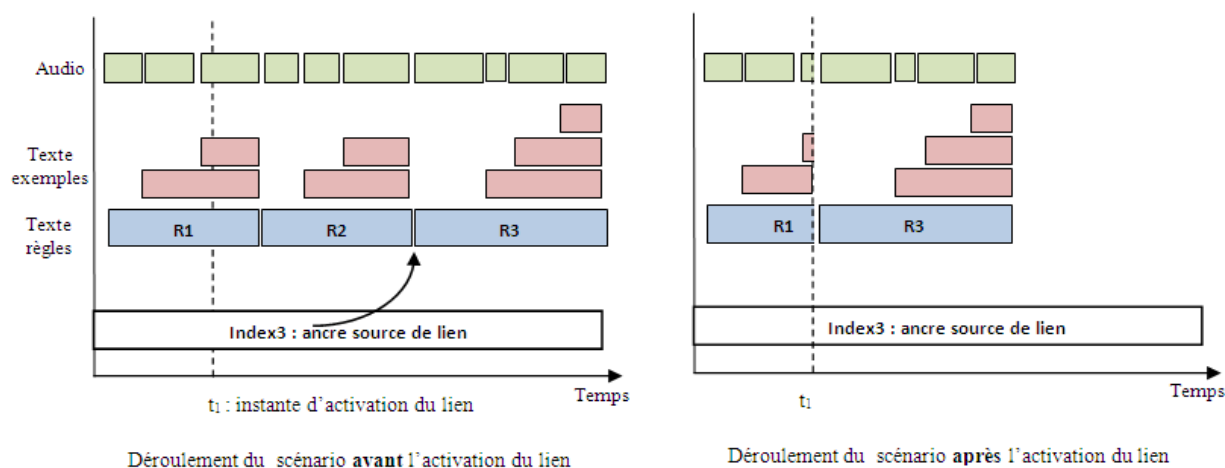 Audio
Texte
exemples
Texte
règles
R1
R2
R3
Index3 : ancre source de lien
Temps
t1 : instante d'activation du lien
Déroulement du scénario avant l'activation du lien
R1
R3
Index3 : ancre source de lien
Temps
t1
Déroulement du scénario après l'activation du lien